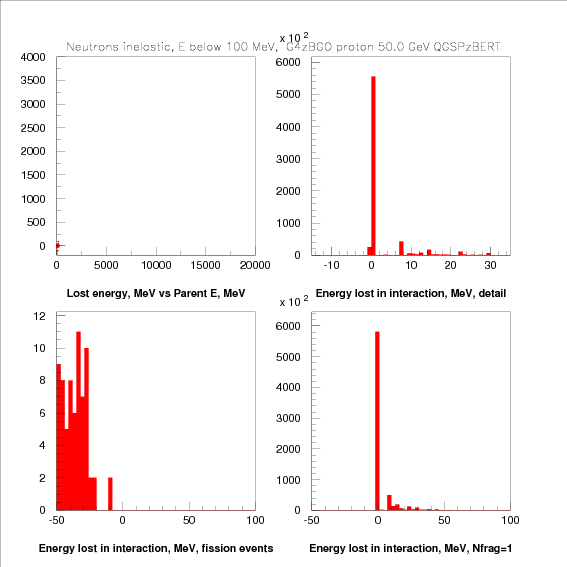 x 10 2
Neutrons inelastic, E below 100 MeV, G4zBGO proton 50.0 GeV QGSPzBERT
4000
3500
3000
2500
2000
1500
1000
500
0
0 5000 10000 15000 20000
Lost energy, MeV vs Parent E, MeV
6000
5000
4000
3000
2000
1000
0
-10 0 10 20 30
Energy lost in interaction, MeV, detail
12
10
8
6
4
2
0
-50 0 50 100
Energy lost in interaction, MeV, fission events
x 10 2
6000
5000
4000
3000
2000
1000
0
-50 0 50 100
Energy lost in interaction, MeV, Nfrag=1